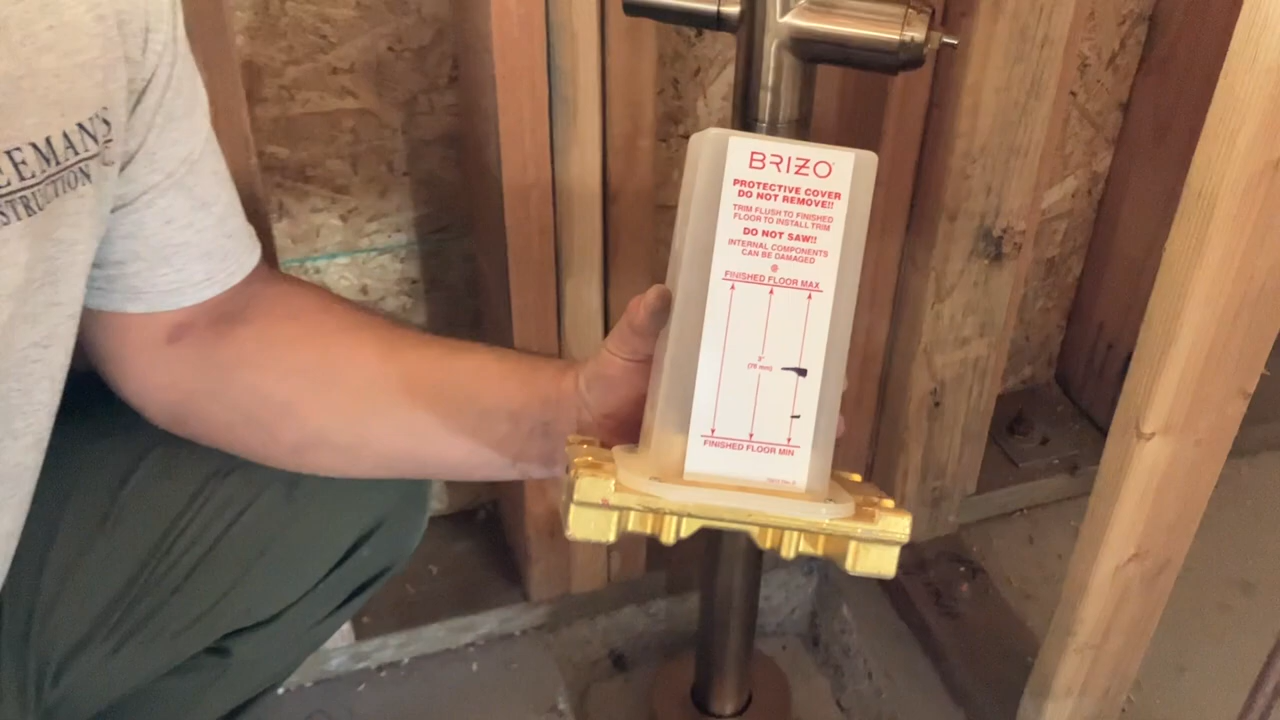 EEMAN'S
STRUCTION
BRIZO
PROTECTIVE COVER
DO NOT REMOVE!!
TRIM FLUSH TO FINISHED
FLOOR TO INSTALL TRIM
DO NOT SAW!!
INTERNAL COMPONENTS
CAN BE DAMAGED
FINISHED FLOOR MAX
3"
(76 mm)
FINISHED FLOOR MIN